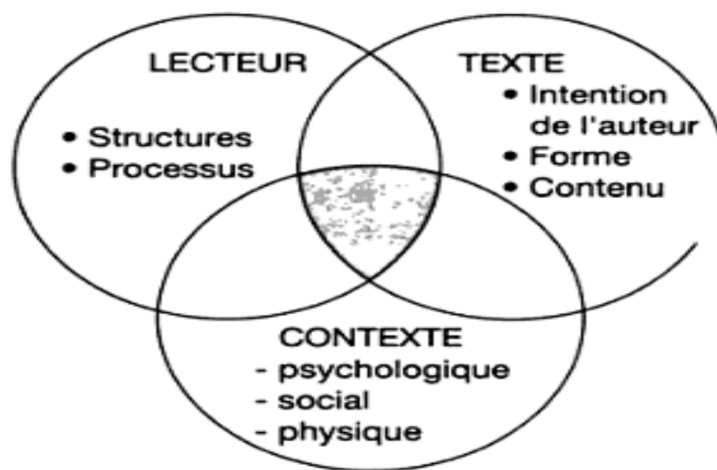 LECTEUR
• Structures
• Processus
TEXTE
• Intention
de l'auteur
• Forme
• Contenu
CONTEXTE
- psychologique
- social
- physique